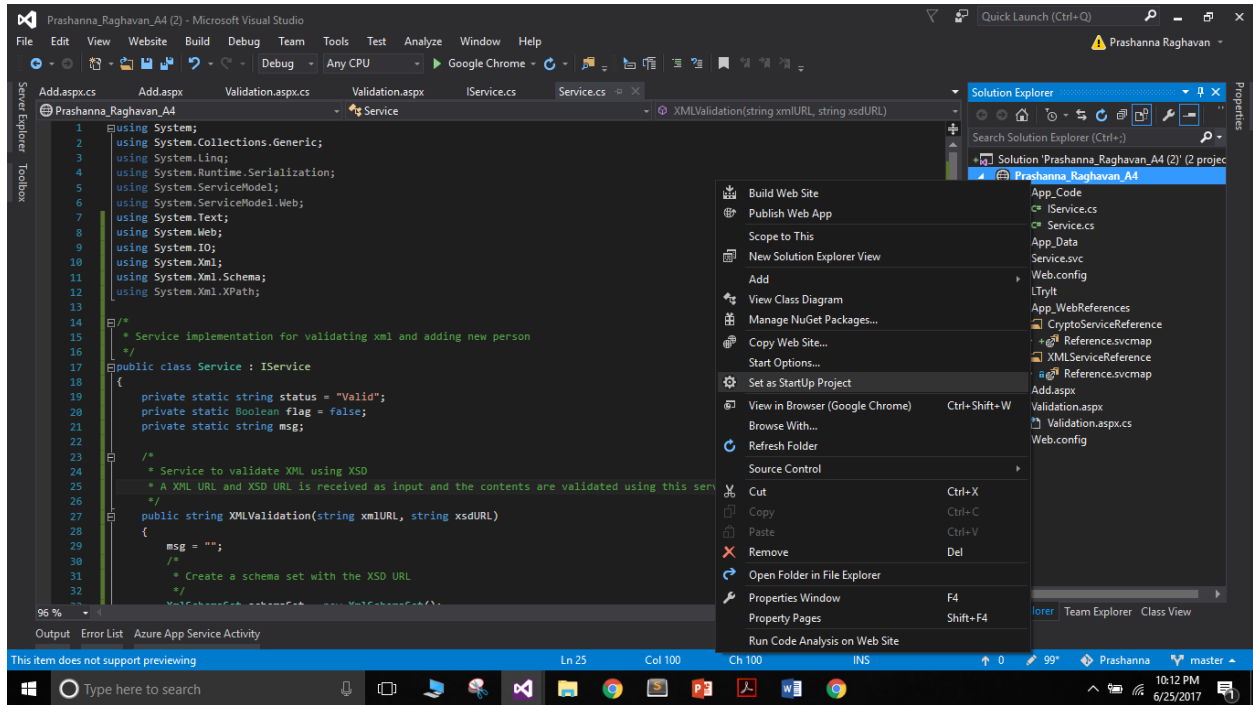 Prashanna_Raghavan_A4 (2) - Microsoft Visual Studio
Quick Launch (Ctrl+Q)
File Edit View Website Build Debug Team Tools Test Analyze Window Help
Prashanna Raghavan
Debug Any CPU Google Chrome
Server Explorer
Toolbox
Add.aspx.cs Add.aspx Validation.aspx.cs Validation.aspx IService.cs Service.cs
Prashanna_Raghavan_A4 Service XMLValidation(string xmlURL, string xsdURL)
1 using System;
2 using System.Collections.Generic;
3 using System.Linq;
4 using System.Runtime.Serialization;
5 using System.ServiceModel;
6 using System.ServiceModel.Web;
7 using System.Text;
8 using System.Web;
9 using System.IO;
10 using System.Xml;
11 using System.Xml.Schema;
12 using System.Xml.XPath;
13
14 /*
15 * Service implementation for validating xml and adding new person
16 */
17 public class Service : IService
18 {
19 private static string status = "Valid";
20 private static Boolean flag = false;
21 private static string msg;
22
23 /*
24 * Service to validate XML using XSD
25 * A XML URL and XSD URL is received as input and the contents are validated using this serv
26 */
27 public string XMLValidation(string xmlURL, string xsdURL)
28 {
29 msg = "";
30 /*
31 * Create a schema set with the XSD URL
32 */
96 %
Build Web Site
Publish Web App
Scope to This
New Solution Explorer View
Add
View Class Diagram
Manage NuGet Packages...
Copy Web Site...
Start Options...
Set as StartUp Project
View in Browser (Google Chrome) Ctrl+Shift+W
Browse With...
Refresh Folder
Source Control
Cut Ctrl+X
Copy Ctrl+C
Paste Ctrl+V
Remove Del
Open Folder in File Explorer
Properties Window F4
Property Pages Shift+F4
Run Code Analysis on Web Site
Solution Explorer
Search Solution Explorer (Ctrl+;)
Solution 'Prashanna_Raghavan_A4 (2)' (2 projec
Prashanna_Raghavan_A4
App_Code
C# IService.cs
C# Service.cs
App_Data
Service.svc
Web.config
LTryIt
App_WebReferences
CryptoServiceReference
Reference.svcmap
XMLServiceReference
Reference.svcmap
Add.aspx
Validation.aspx
Validation.aspx.cs
Web.config
lorer Team Explorer Class View
Properties
Output Error List Azure App Service Activity
This item does not support previewing Ln 25 Col 100 Ch 100 INS 0 99* Prashanna master
Type here to search
10:12 PM
6/25/2017